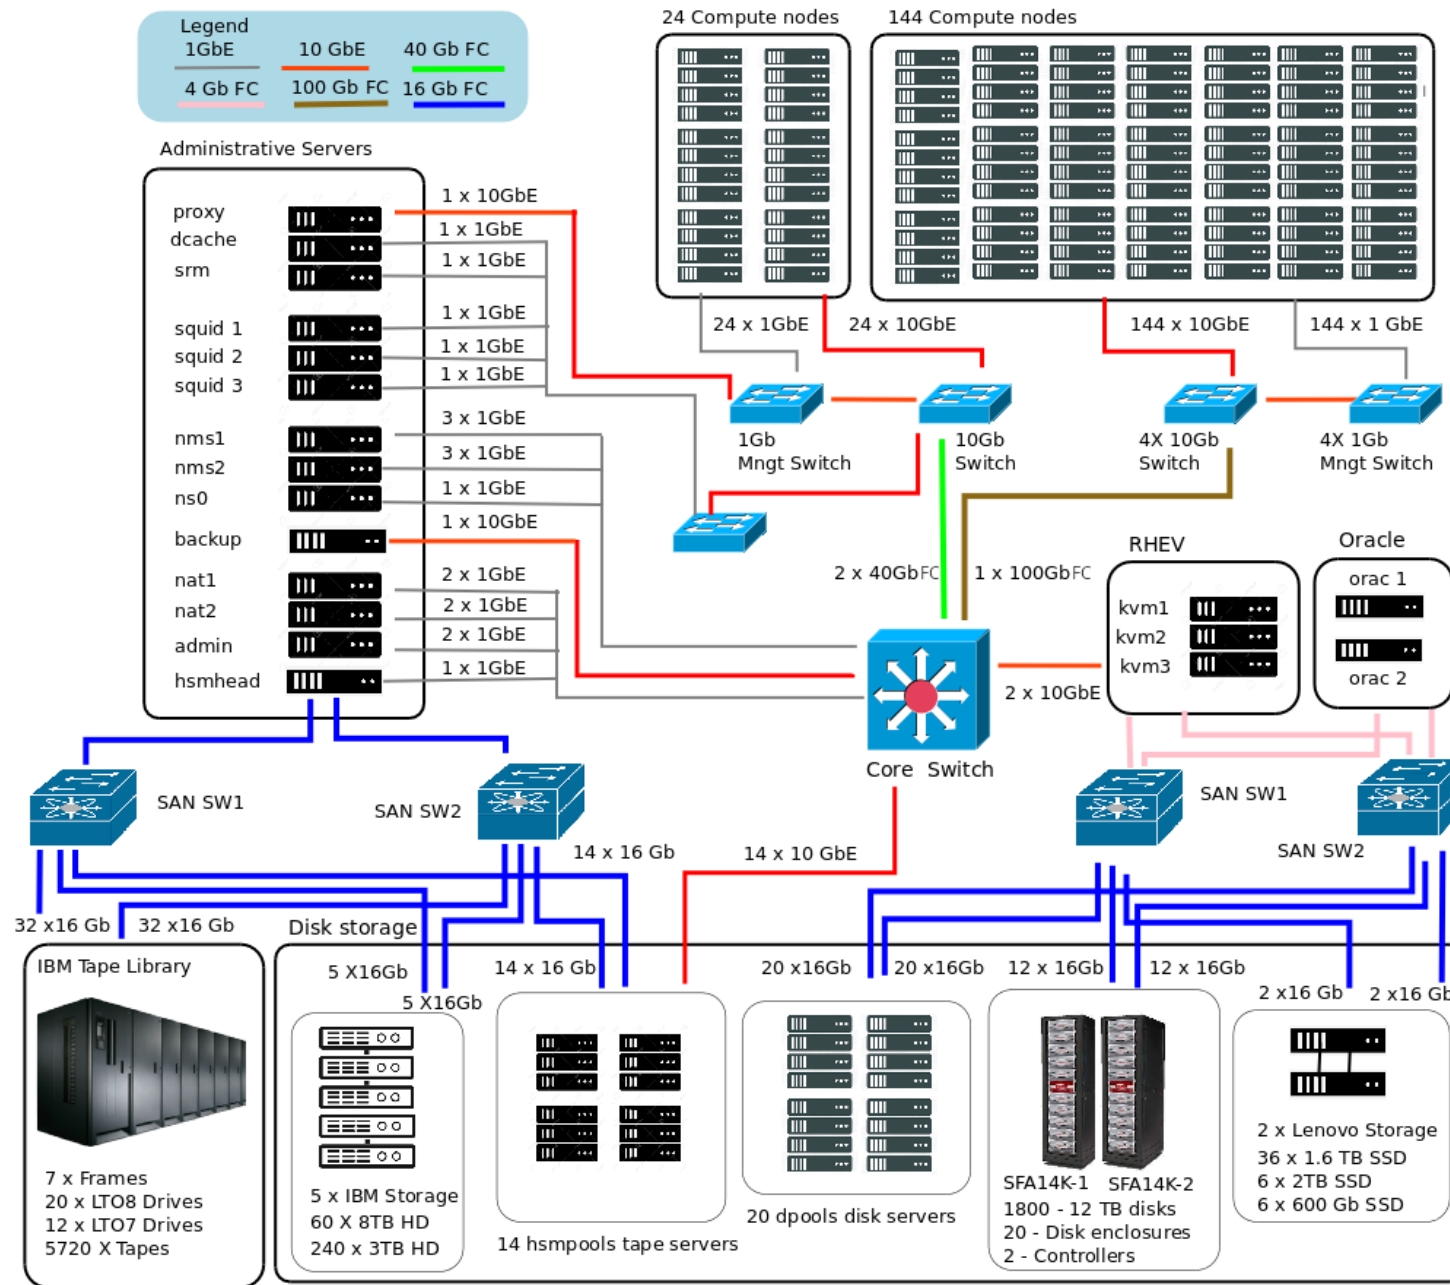 Legend
1GbE
10 GbE
40 Gb FC
4 Gb FC
100 Gb FC
16 Gb FC
24 Compute nodes
144 Compute nodes
Administrative Servers
proxy
dcache
srm
squid 1
squid 2
squid 3
nms1
nms2
ns0
backup
nat1
nat2
admin
hsmhead
1 x 10GbE
1 x 1GbE
1 x 1GbE
1 x 1GbE
1 x 1GbE
1 x 1GbE
3 x 1GbE
3 x 1GbE
1 x 1GbE
1 x 10GbE
2 x 1GbE
2 x 1GbE
2 x 1GbE
1 x 1GbE
24 x 1GbE
24 x 10GbE
144 x 10GbE
144 x 1 GbE
1Gb
Mngt Switch
10Gb
Switch
4X 10Gb
Switch
4X 1Gb
Mngt Switch
2 x 40GbFC
1 x 100GbFC
RHEV
kvm1
kvm2
kvm3
Oracle
orac 1
orac 2
2 x 10GbE
Core Switch
SAN SW1
SAN SW2
SAN SW1
SAN SW2
14 x 16 Gb
14 x 10 GbE
32 x16 Gb
32 x16 Gb
Disk storage
IBM Tape Library
7 x Frames
20 x LTO8 Drives
12 x LTO7 Drives
5720 X Tapes
5 X16Gb
5 X16Gb
14 x 16 Gb
20 x16Gb
20 x16Gb
12 x 16Gb
12 x 16Gb
2 x16 Gb
2 x16 Gb
5 x IBM Storage
60 X 8TB HD
240 x 3TB HD
14 hsmpools tape servers
20 dpools disk servers
SFA14K-1
SFA14K-2
1800 - 12 TB disks
20 - Disk enclosures
2 - Controllers
2 x Lenovo Storage
36 x 1.6 TB SSD
6 x 2TB SSD
6 x 600 Gb SSD